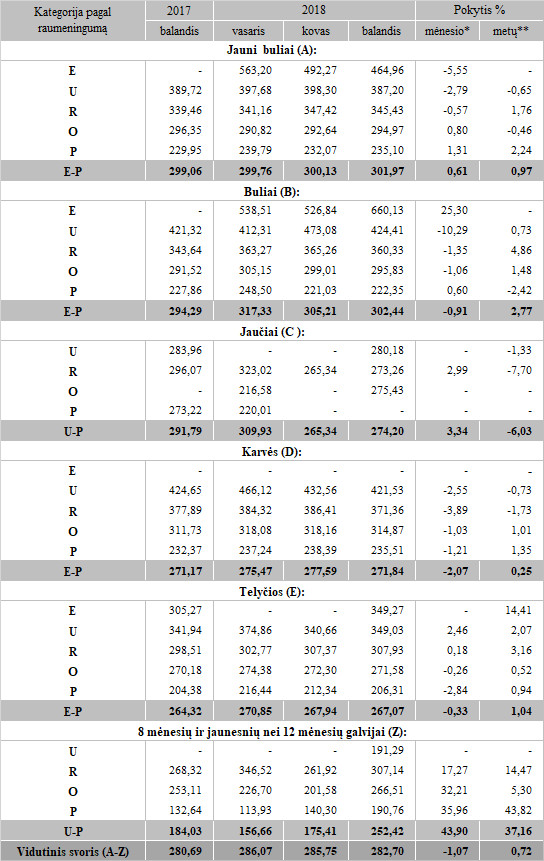 Kategorija pagal raumeningumą 2017 2018 Pokytis %
balandis vasaris kovas balandis mėnesio* metų**
Jauni buliai (A):
E - 563,20 492,27 464,96 -5,55 -
U 389,72 397,68 398,30 387,20 -2,79 -0,65
R 339,46 341,16 347,42 345,43 -0,57 1,76
O 296,35 290,82 292,64 294,97 0,80 -0,46
P 229,95 239,79 232,07 235,10 1,31 2,24
E-P 299,06 299,76 300,13 301,97 0,61 0,97
Buliai (B):
E - 538,51 526,84 660,13 25,30 -
U 421,32 412,31 473,08 424,41 -10,29 0,73
R 343,64 363,27 365,26 360,33 -1,35 4,86
O 291,52 305,15 299,01 295,83 -1,06 1,48
P 227,86 248,50 221,03 222,35 0,60 -2,42
E-P 294,29 317,33 305,21 302,44 -0,91 2,77
Jaučiai (C ):
U 283,96 - - 280,18 - -1,33
R 296,07 323,02 265,34 273,26 2,99 -7,70
O - 216,58 - 275,43 - -
P 273,22 220,01 - - - -
U-P 291,79 309,93 265,34 274,20 3,34 -6,03
Karvės (D):
E - - - - - -
U 424,65 466,12 432,56 421,53 -2,55 -0,73
R 377,89 384,32 386,41 371,36 -3,89 -1,73
O 311,73 318,08 318,16 314,87 -1,03 1,01
P 232,37 237,24 238,39 235,51 -1,21 1,35
E-P 271,17 275,47 277,59 271,84 -2,07 0,25
Telyčios (E):
E 305,27 - - 349,27 - 14,41
U 341,94 374,86 340,66 349,03 2,46 2,07
R 298,51 302,77 307,37 307,93 0,18 3,16
O 270,18 274,38 272,30 271,58 -0,26 0,52
P 204,38 216,44 212,34 206,31 -2,84 0,94
E-P 264,32 270,85 267,94 267,07 -0,33 1,04
8 mėnesių ir jaunesnių nei 12 mėnesių galvijai (Z):
U - - - 191,29 - -
R 268,32 346,52 261,92 307,14 17,27 14,47
O 253,11 226,70 201,58 266,51 32,21 5,30
P 132,64 113,93 140,30 190,76 35,96 43,82
U-P 184,03 156,66 175,41 252,42 43,90 37,16
Vidutinis svoris (A-Z) 280,69 286,07 285,75 282,70 -1,07 0,72